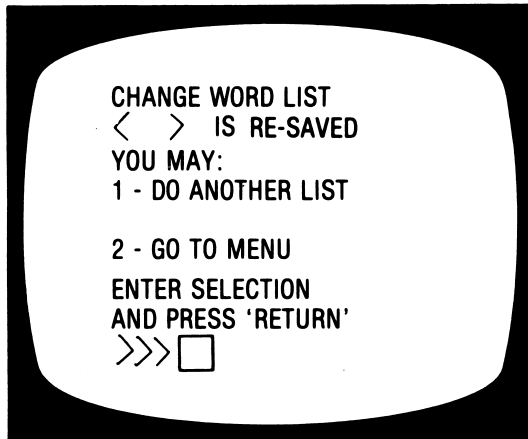 CHANGE WORD LIST
< > IS RE-SAVED
YOU MAY:
1 - DO ANOTHER LIST
2 - GO TO MENU
ENTER SELECTION
AND PRESS 'RETURN'
>>>□